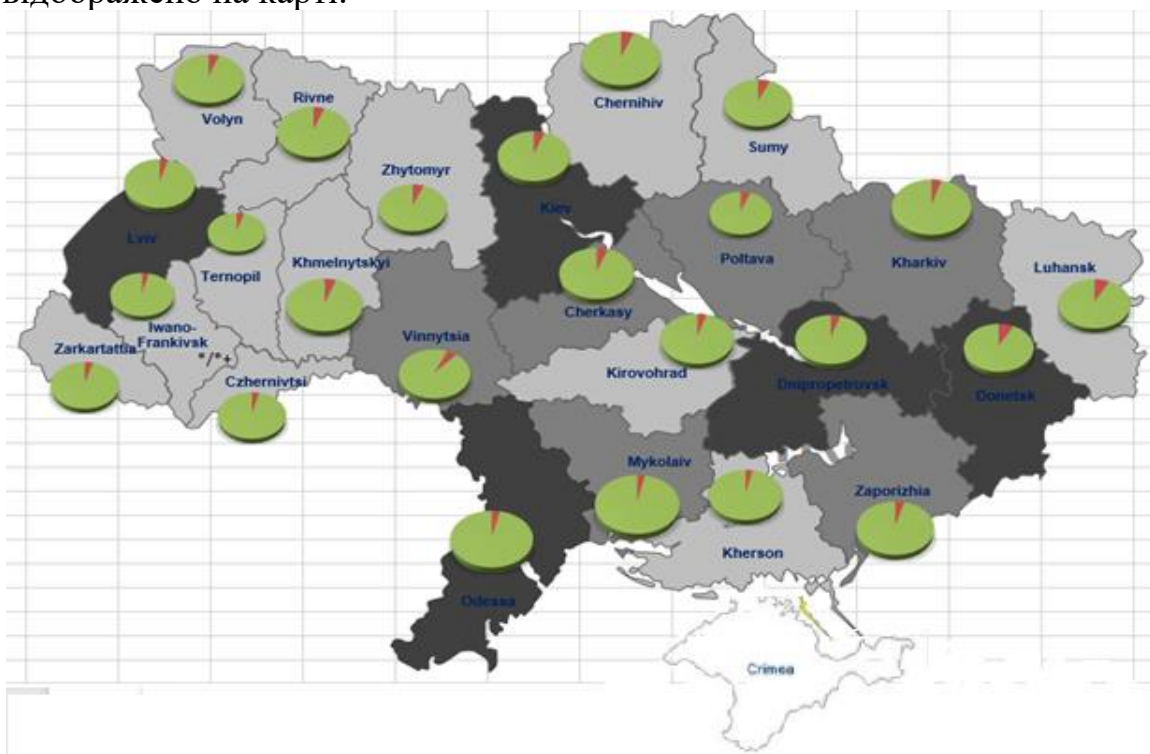 відображено на карті:
Volyn
Rivne
Chernihiv
Sumy
Zhytomyr
Kiev
Lviv
Ternopil
Khmelnytskyi
Poltava
Kharkiv
Luhansk
Cherkasy
Vinnytsia
Iwano-
Frankivsk
*/*+
Zarkartattia
Czhernivtsi
Kirovohrad
Dnipropetrovsk
Donetsk
Mykolaiv
Zaporizhia
Kherson
Odessa
Crimea